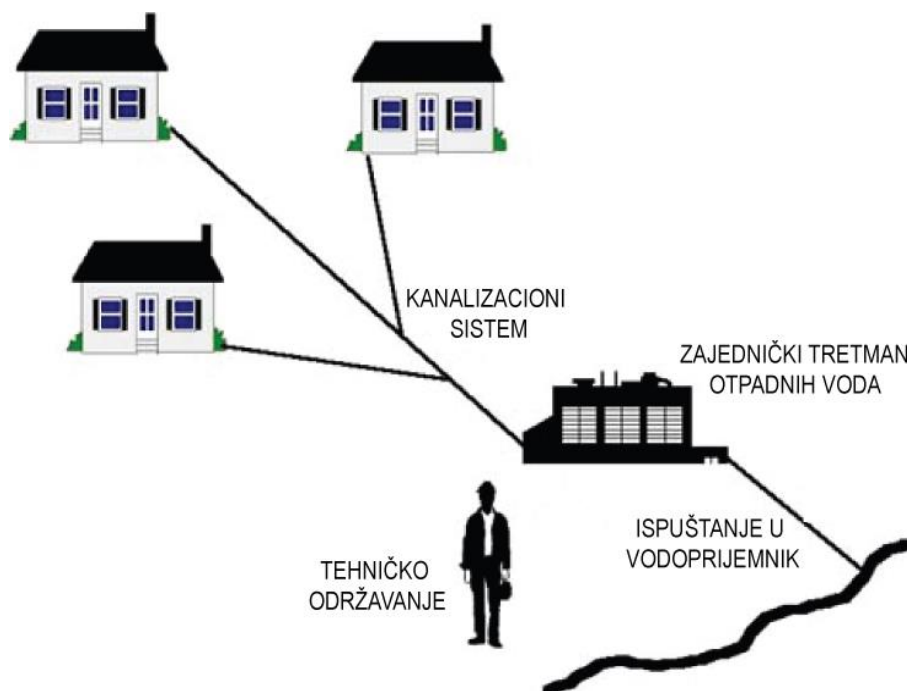 KANALIZACIONI
SISTEM
ZAJEDNIČKI TRETMAN
OTPADNIH VODA
ISPUŠTANJE U
VODOPRIJEMNIK
TEHNIČKO
ODRŽAVANJE